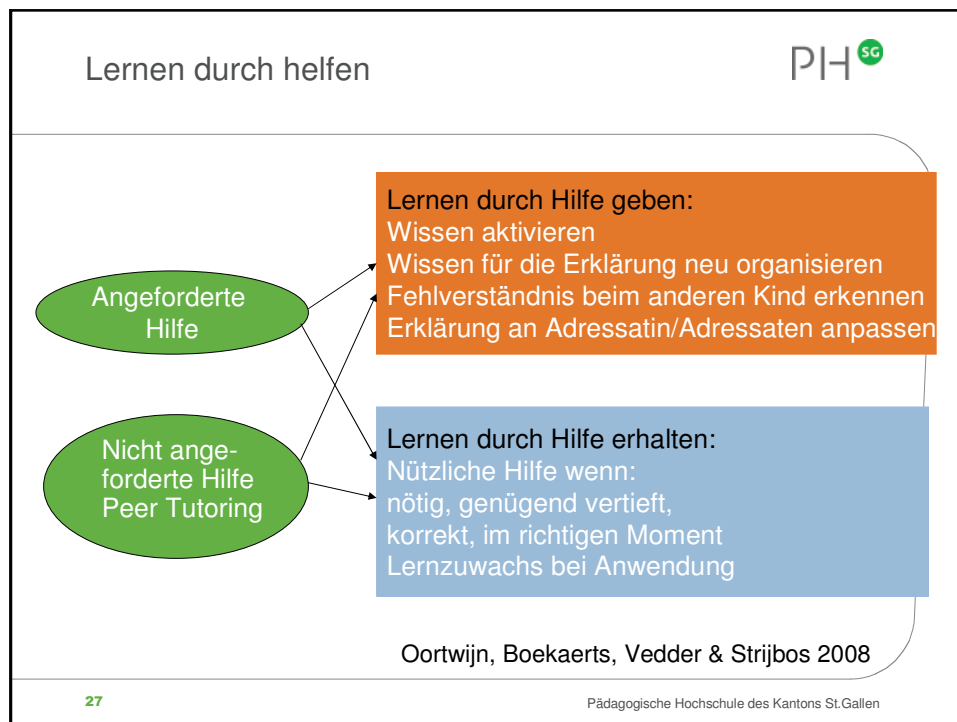 Lernen durch helfen
PH SG
Lernen durch Hilfe geben:
Wissen aktivieren
Wissen für die Erklärung neu organisieren
Fehlverständnis beim anderen Kind erkennen
Erklärung an Adressatin/Adressaten anpassen
Angeforderte
Hilfe
Nicht ange-
forderte Hilfe
Peer Tutoring
Lernen durch Hilfe erhalten:
Nützliche Hilfe wenn:
nötig, genügend vertieft,
korrekt, im richtigen Moment
Lernzuwachs bei Anwendung
Oortwijn, Boekaerts, Vedder & Strijbos 2008
27
Pädagogische Hochschule des Kantons St.Gallen